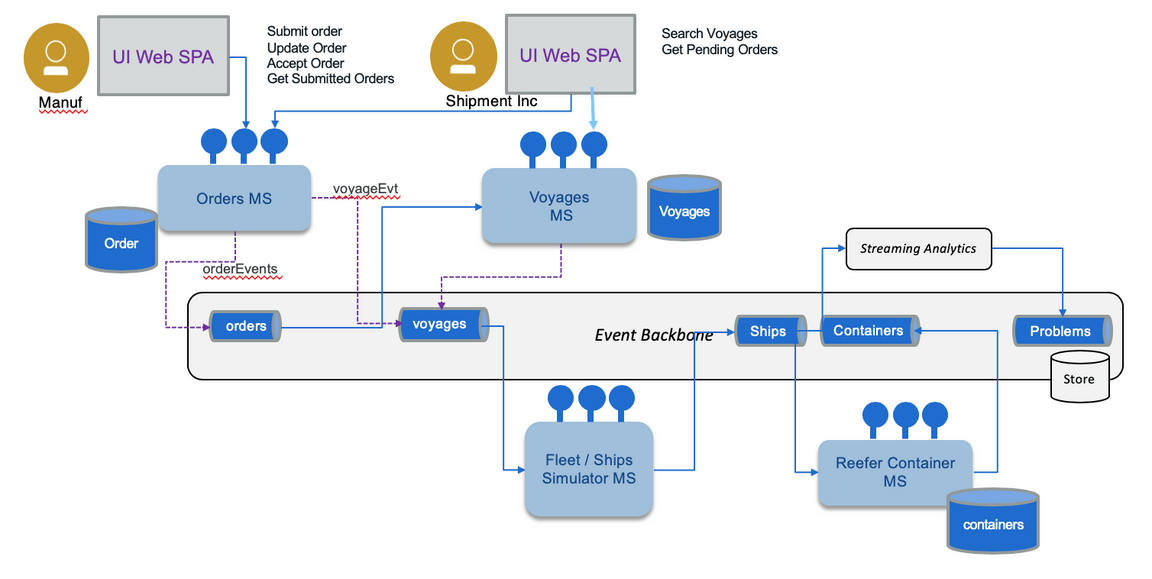 UI Web SPA
Manuf
Submit order
Update Order
Accept Order
Get Submitted Orders
UI Web SPA
Shipment Inc
Search Voyages
Get Pending Orders
Orders MS
Order
voyageEvt
orderEvents
Voyages
MS
Voyages
Streaming Analytics
orders
voyages
Event Backbone
Ships
Containers
Problems
Store
Fleet / Ships
Simulator MS
Reefer Container
MS
containers